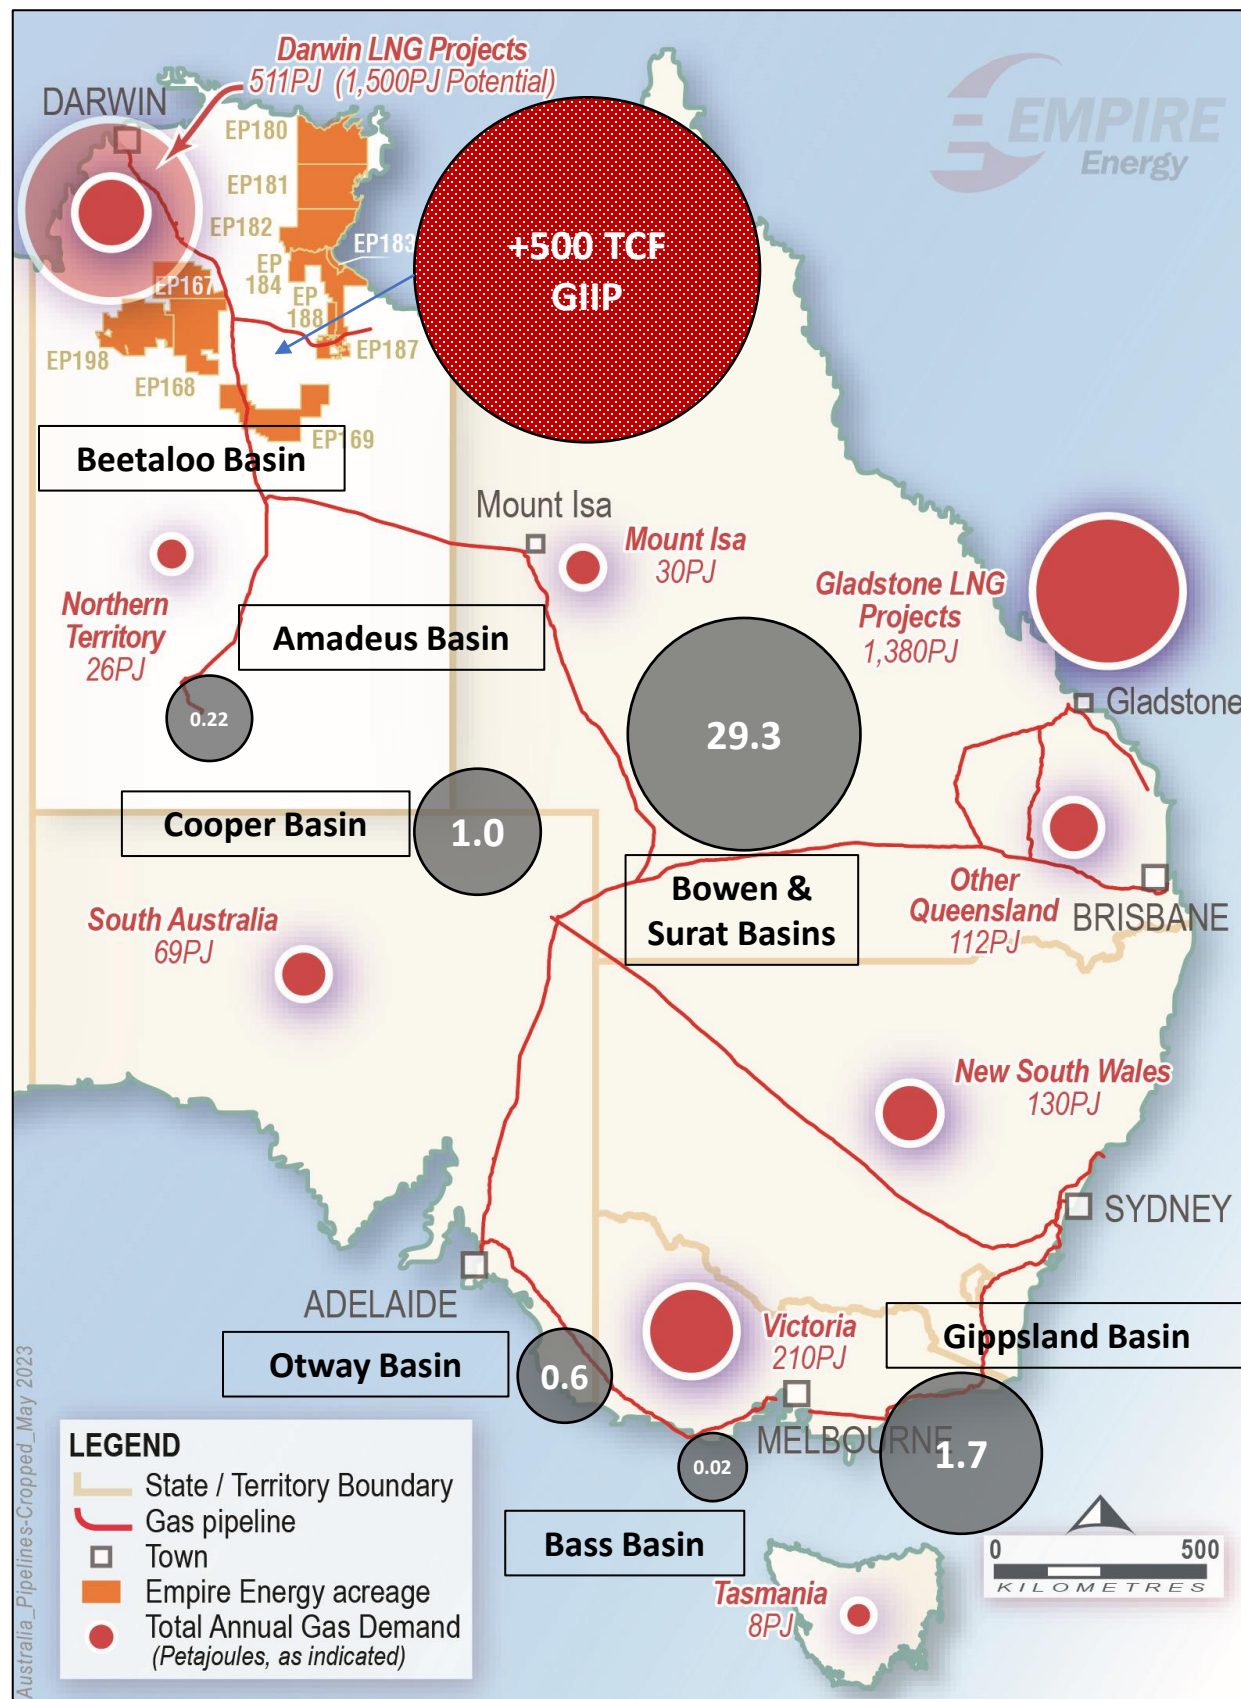 Darwin LNG Projects
511PJ (1,500PJ Potential)
DARWIN
EMPIRE
Energy
EP180
EP181
EP182
EP183
EP
184
EP
188
EP167
EP187
EP198
EP168
EP169
+500 TCF
GIIP
Beetaloo Basin
Mount Isa
Mount Isa
30PJ
Gladstone LNG
Projects
1,380PJ
Northern
Territory
26PJ
Amadeus Basin
0.22
29.3
Gladstone
Cooper Basin
1.0
Bowen &
Surat Basins
Other
Queensland
112PJ
BRISBANE
South Australia
69PJ
New South Wales
130PJ
SYDNEY
ADELAIDE
Victoria
210PJ
Gippsland Basin
Otway Basin
0.6
MELBOURNE
1.7
0.02
Bass Basin
Tasmania
8PJ
0 500
KILOMETRES
LEGEND
State / Territory Boundary
Gas pipeline
Town
Empire Energy acreage
Total Annual Gas Demand
(Petajoules, as indicated)
Australia_Pipelines-Cropped_May 2023